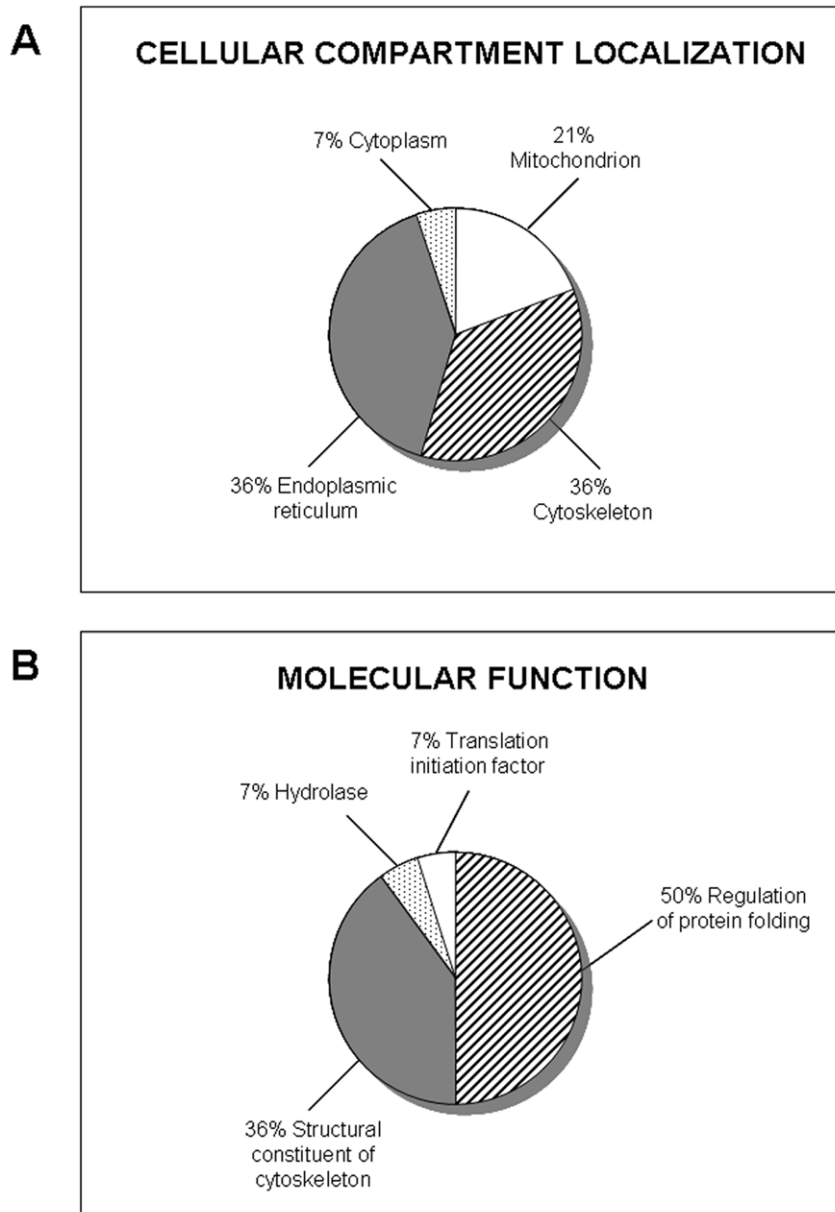 A
CELLULAR COMPARTMENT LOCALIZATION
7% Cytoplasm
21%
Mitochondrion
36% Endoplasmic
reticulum
36%
Cytoskeleton
B
MOLECULAR FUNCTION
7% Translation
initiation factor
7% Hydrolase
50% Regulation
of protein folding
36% Structural
constituent of
cytoskeleton